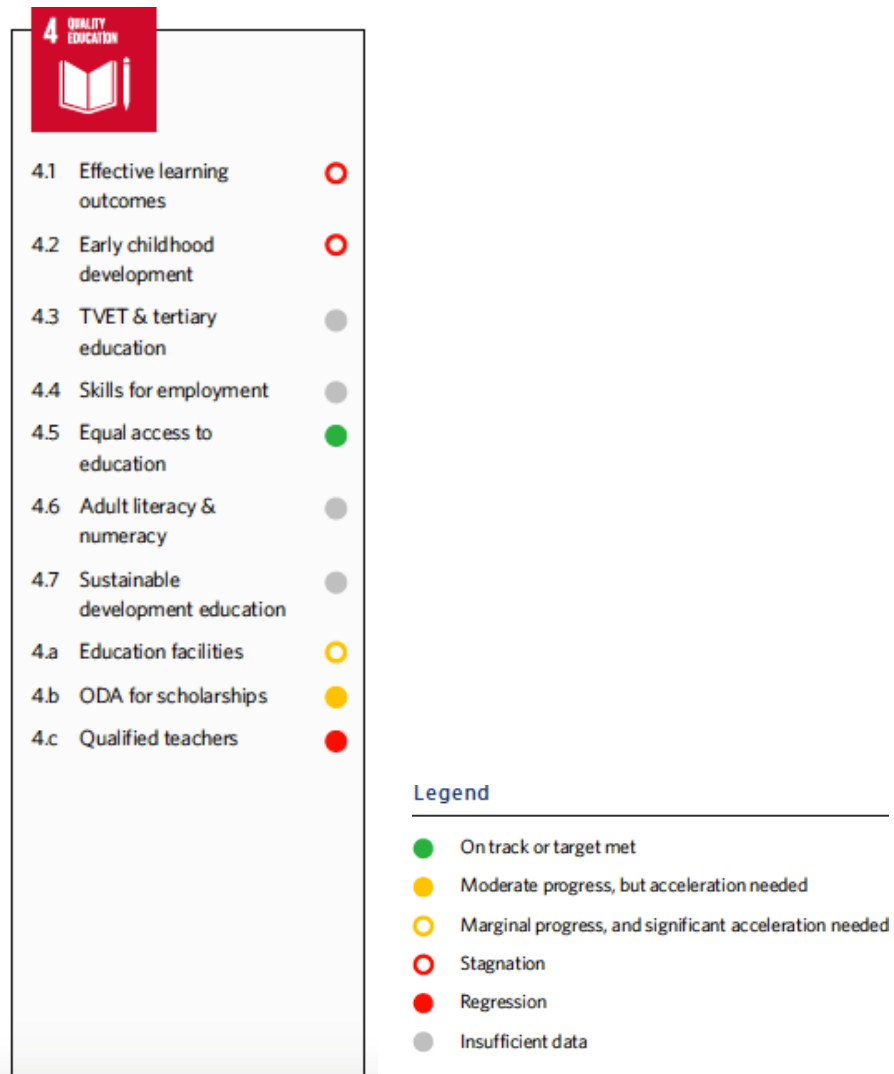 4 QUALITY
EDUCATION
4.1 Effective learning
outcomes
4.2 Early childhood
development
4.3 TVET & tertiary
education
4.4 Skills for employment
4.5 Equal access to
education
4.6 Adult literacy &
numeracy
4.7 Sustainable
development education
4.a Education facilities
4.b ODA for scholarships
4.c Qualified teachers
Legend
On track or target met
Moderate progress, but acceleration needed
Marginal progress, and significant acceleration needed
Stagnation
Regression
Insufficient data